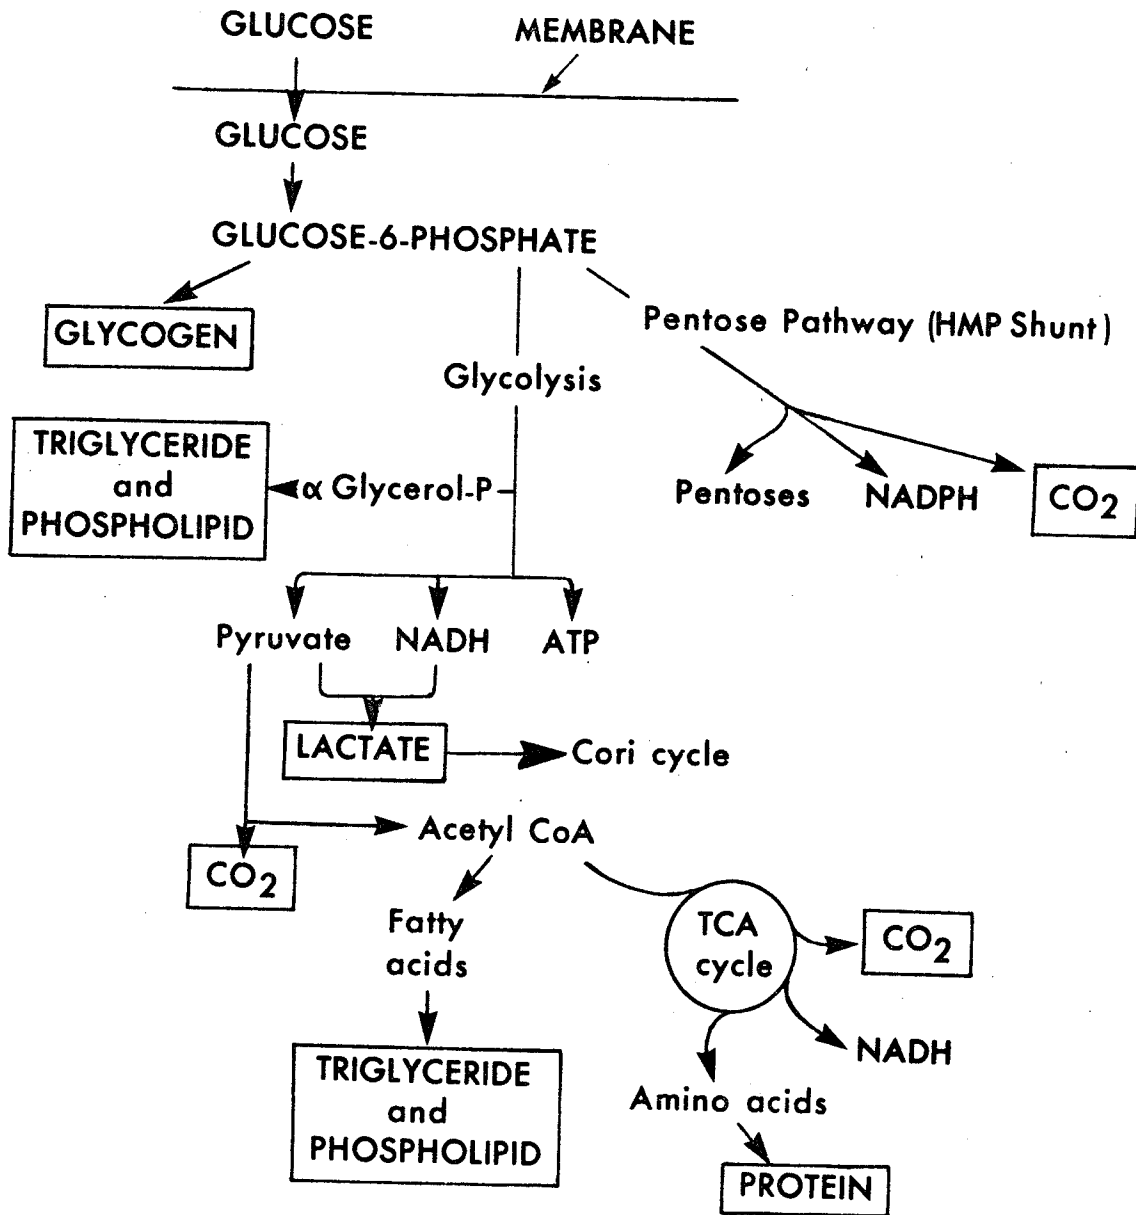 GLUCOSE
MEMBRANE
GLUCOSE
GLUCOSE-6-PHOSPHATE
GLYCOGEN
Pentose Pathway (HMP Shunt)
Glycolysis
TRIGLYCERIDE
and
PHOSPHOLIPID
α Glycerol-P
Pentoses
NADPH
CO2
Pyruvate
NADH
ATP
LACTATE
Cori cycle
Acetyl CoA
CO2
Fatty
acids
TCA
cycle
CO2
NADH
TRIGLYCERIDE
and
PHOSPHOLIPID
Amino acids
PROTEIN